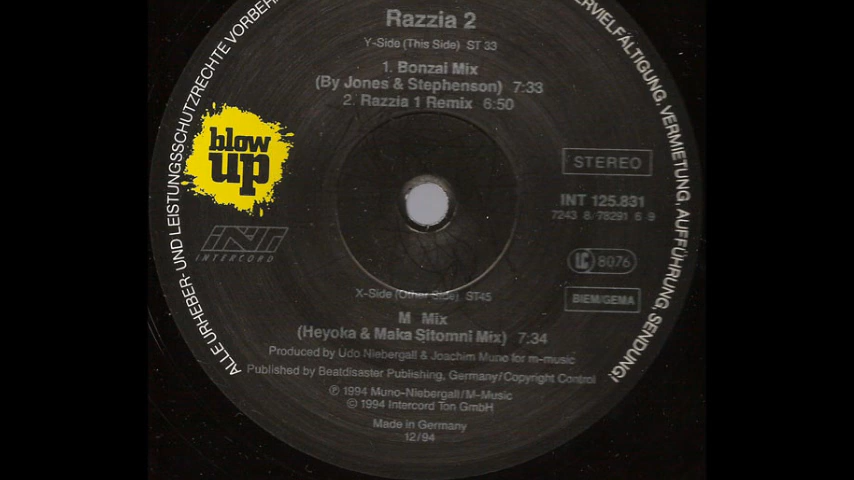 Razzia 2
Y-Side (This Side) ST 33
1. Bonzai Mix
(By Jones & Stephenson) 7:33
2. Razzia 1 Remix 6:50
blow
up
STEREO
INT 125.831
7243 8/78291 6 9
INT
INTERCORD
LC 8076
BIEM/GEMA
X-Side (Other Side) ST45
M Mix
(Heyoka & Maka Sitomni Mix) 7:34
Produced by Udo Niebergall & Joachim Muno for m-music
Published by Beatdisaster Publishing, Germany/Copyright Control
℗ 1994 Muno-Niebergall/M-Music
© 1994 Intercord Ton GmbH
Made in Germany
12/94
ALLE URHEBER- UND LEISTUNGSSCHUTZRECHTE
VERMIETUNG, AUFFÜHRUNG, SENDUNG!